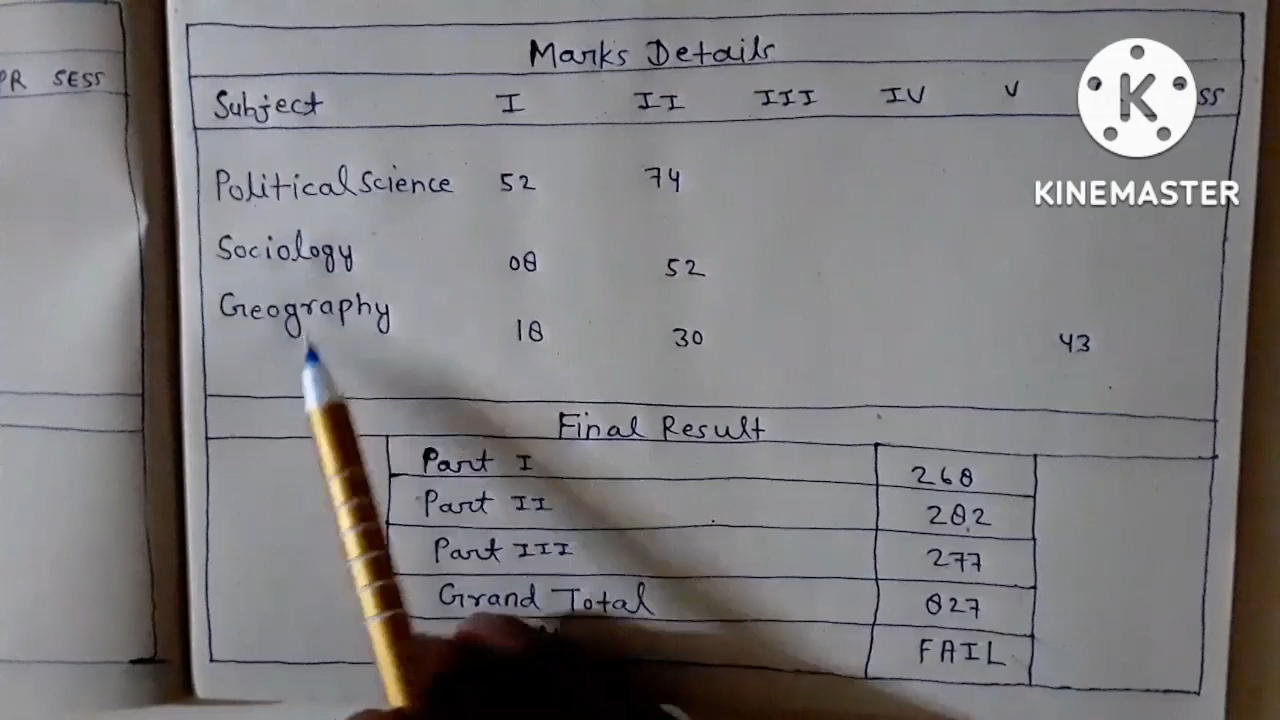 PR SESS
Marks Details
Subject I II III IV V SS
Political Science 52 74
Sociology 08 52
Geography 18 30 43
Final Result
Part I 268
Part II 282
Part III 277
Grand Total 827
FAIL
K
KINEMASTER